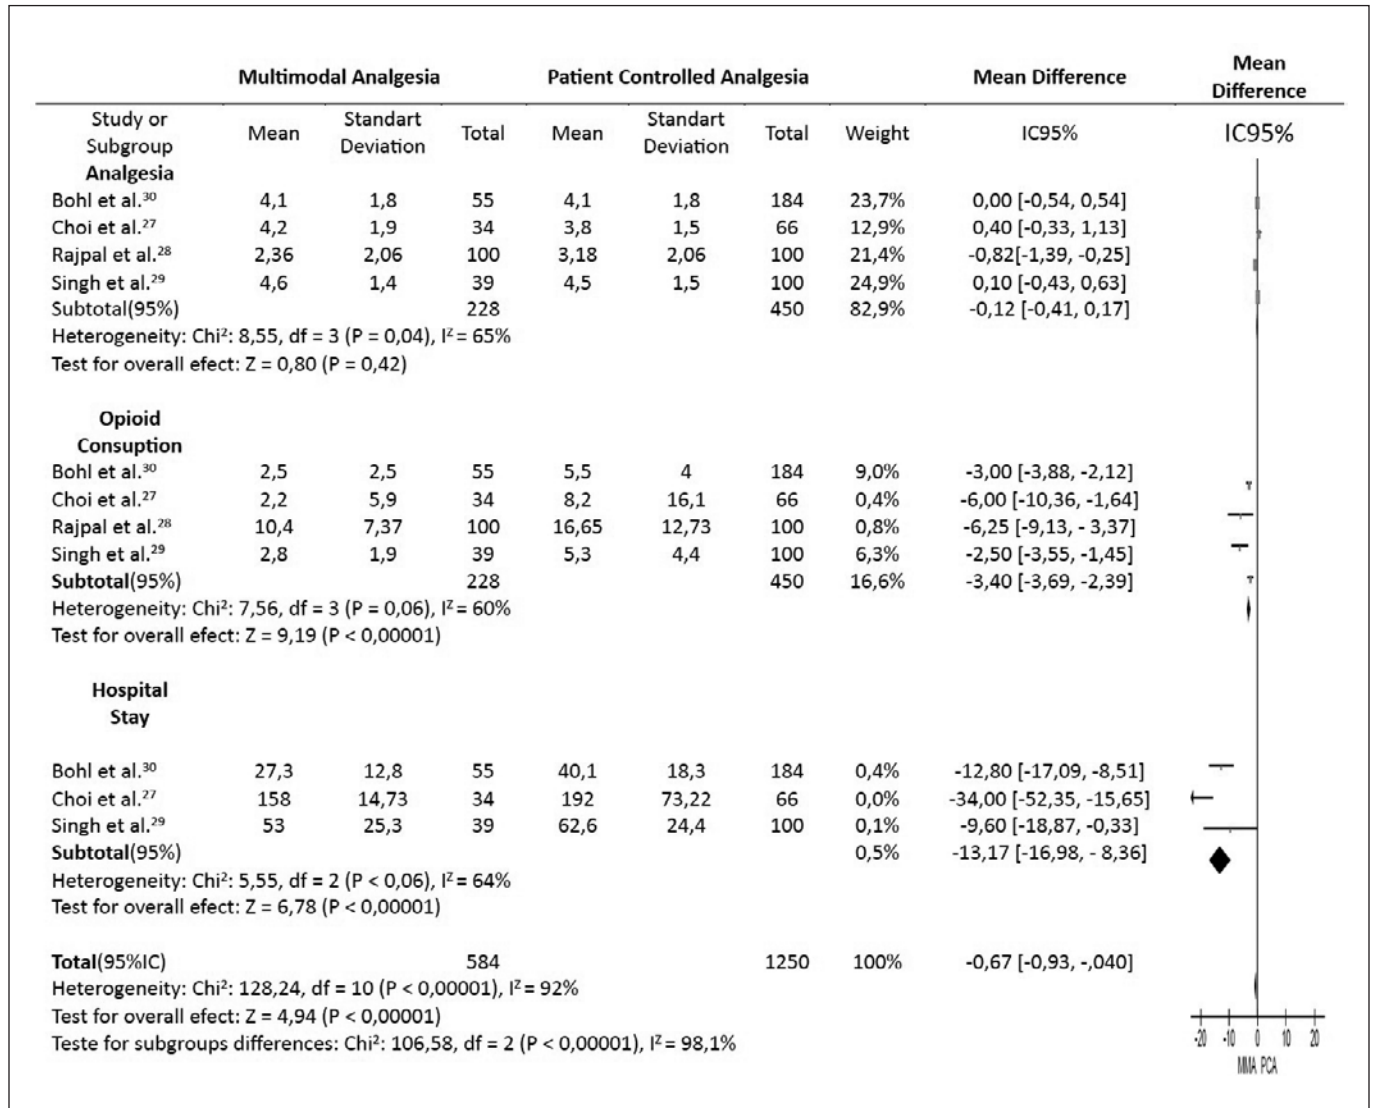 Multimodal Analgesia Patient Controlled Analgesia Mean Difference Mean Difference
Study or Subgroup Mean Standart Deviation Total Mean Standart Deviation Total Weight IC95% IC95%
Analgesia
Bohl et al.³⁰ 4,1 1,8 55 4,1 1,8 184 23,7% 0,00 [-0,54, 0,54]
Choi et al.²⁷ 4,2 1,9 34 3,8 1,5 66 12,9% 0,40 [-0,33, 1,13]
Rajpal et al.²⁸ 2,36 2,06 100 3,18 2,06 100 21,4% -0,82[-1,39, -0,25]
Singh et al.²⁹ 4,6 1,4 39 4,5 1,5 100 24,9% 0,10 [-0,43, 0,63]
Subtotal(95%) 228 450 82,9% -0,12 [-0,41, 0,17]
Heterogeneity: Chi²: 8,55, df = 3 (P = 0,04), I^Z = 65%
Test for overall efect: Z = 0,80 (P = 0,42)
Opioid
Consuption
Bohl et al.³⁰ 2,5 2,5 55 5,5 4 184 9,0% -3,00 [-3,88, -2,12]
Choi et al.²⁷ 2,2 5,9 34 8,2 16,1 66 0,4% -6,00 [-10,36, -1,64]
Rajpal et al.²⁸ 10,4 7,37 100 16,65 12,73 100 0,8% -6,25 [-9,13, - 3,37]
Singh et al.²⁹ 2,8 1,9 39 5,3 4,4 100 6,3% -2,50 [-3,55, -1,45]
Subtotal(95%) 228 450 16,6% -3,40 [-3,69, -2,39]
Heterogeneity: Chi²: 7,56, df = 3 (P = 0,06), I^Z = 60%
Test for overall efect: Z = 9,19 (P < 0,00001)
Hospital
Stay
Bohl et al.³⁰ 27,3 12,8 55 40,1 18,3 184 0,4% -12,80 [-17,09, -8,51]
Choi et al.²⁷ 158 14,73 34 192 73,22 66 0,0% -34,00 [-52,35, -15,65]
Singh et al.²⁹ 53 25,3 39 62,6 24,4 100 0,1% -9,60 [-18,87, -0,33]
Subtotal(95%) 0,5% -13,17 [-16,98, - 8,36]
Heterogeneity: Chi²: 5,55, df = 2 (P < 0,06), I^Z = 64%
Test for overall efect: Z = 6,78 (P < 0,00001)
Total(95%IC) 584 1250 100% -0,67 [-0,93, -,040]
Heterogeneity: Chi²: 128,24, df = 10 (P < 0,00001), I^Z = 92%
Test for overall efect: Z = 4,94 (P < 0,00001)
Teste for subgroups differences: Chi²: 106,58, df = 2 (P < 0,00001), I^Z = 98,1%
-20 -10 0 10 20
MMA PCA